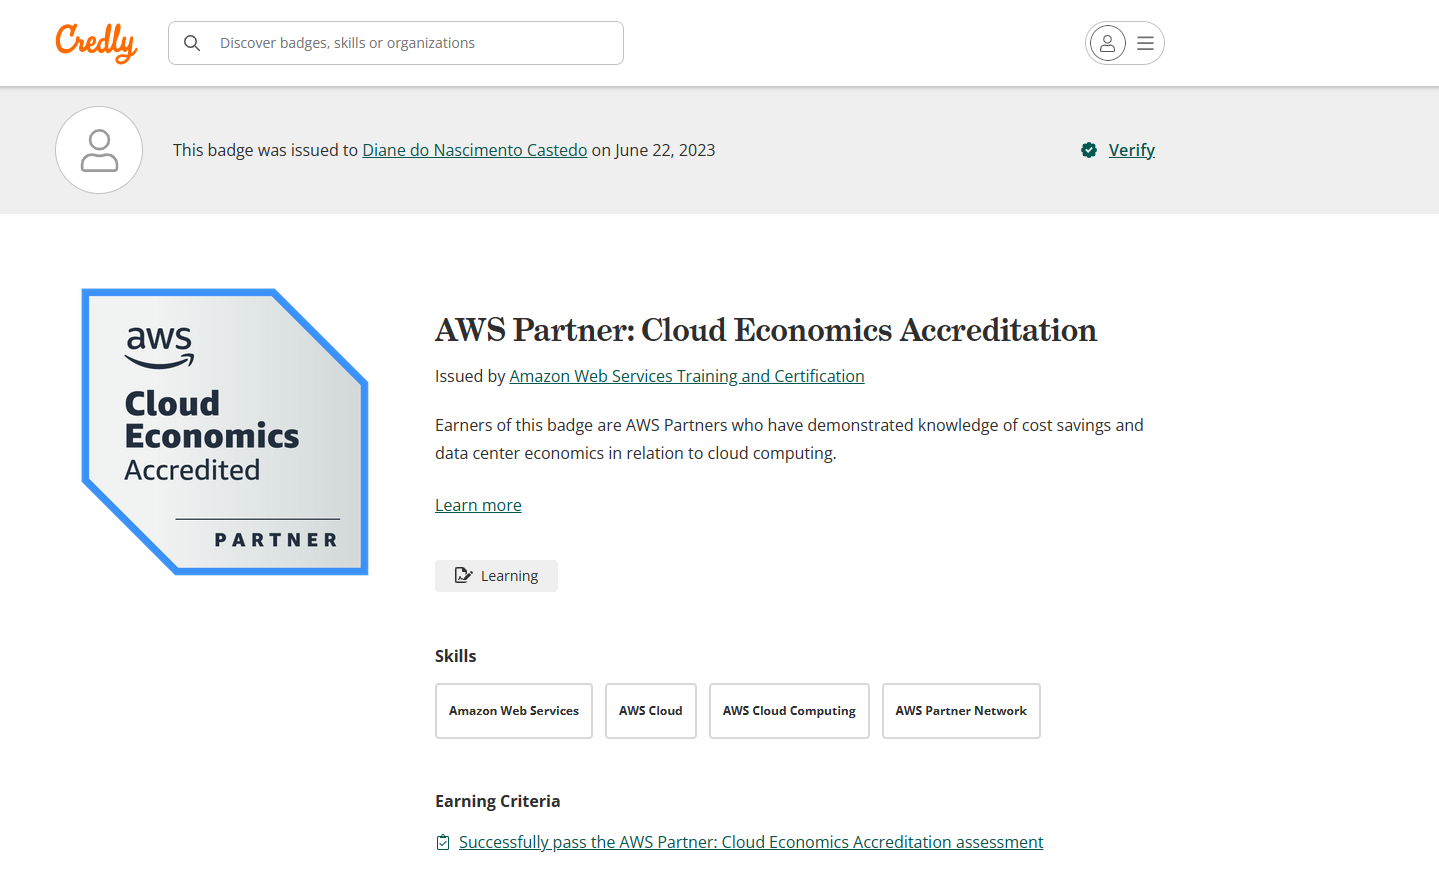 Credly
Discover badges, skills or organizations
This badge was issued to Diane do Nascimento Castedo on June 22, 2023
Verify
aws
Cloud
Economics
Accredited
PARTNER
AWS Partner: Cloud Economics Accreditation
Issued by Amazon Web Services Training and Certification
Earners of this badge are AWS Partners who have demonstrated knowledge of cost savings and
data center economics in relation to cloud computing.
Learn more
Learning
Skills
Amazon Web Services
AWS Cloud
AWS Cloud Computing
AWS Partner Network
Earning Criteria
Successfully pass the AWS Partner: Cloud Economics Accreditation assessment